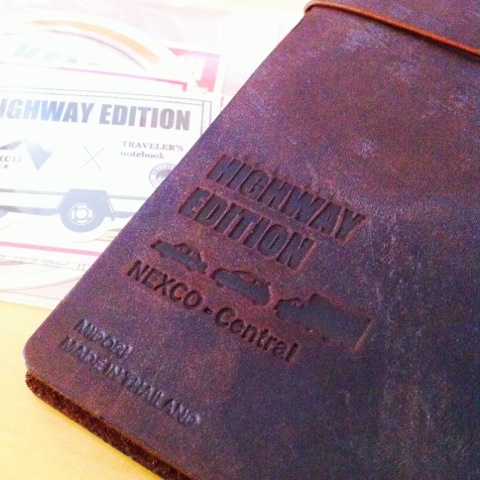 HIGHWAY EDITION
TRAVELER'S
notebook
HIGHWAY
EDITION
NEXCO-Central
MIDORI
MADE IN THAILAND